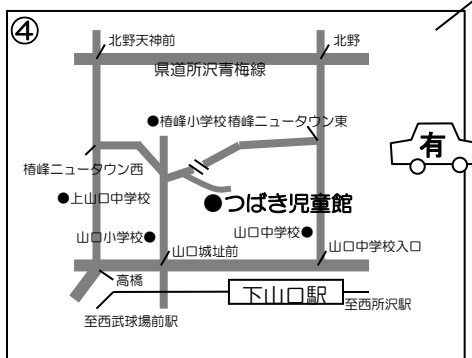 ④
北野天神前
北野
県道所沢青梅線
●椿峰小学校
椿峰ニュータウン東
有
椿峰ニュータウン西
●上山口中学校
●つばき児童館
山口小学校●
山口中学校●
山口城址前
山口中学校入口
高橋
下山口駅
至西所沢駅
至西武球場前駅